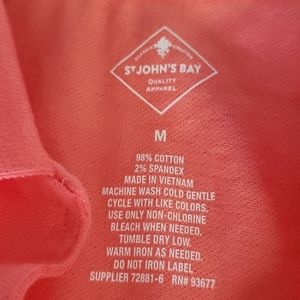 CLASSIC CRAFTED
ST JOHN'S BAY
QUALITY
APPAREL
M
98% COTTON
2% SPANDEX
MADE IN VIETNAM
MACHINE WASH COLD GENTLE
CYCLE WITH LIKE COLORS.
USE ONLY NON-CHLORINE
BLEACH WHEN NEEDED.
TUMBLE DRY LOW.
WARM IRON AS NEEDED.
DO NOT IRON LABEL
SUPPLIER 72881-6 RN# 93677